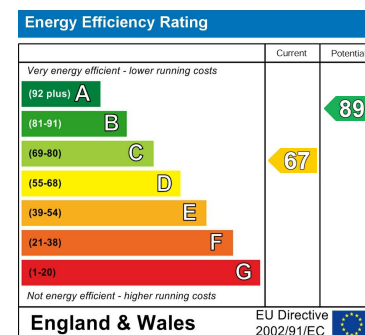 Energy Efficiency Rating
Current
Potentia
Very energy efficient - lower running costs
(92 plus) A
(81-91) B
89
(69-80) C
67
(55-68) D
(39-54) E
(21-38) F
(1-20) G
Not energy efficient - higher running costs
England & Wales
EU Directive
2002/91/EC